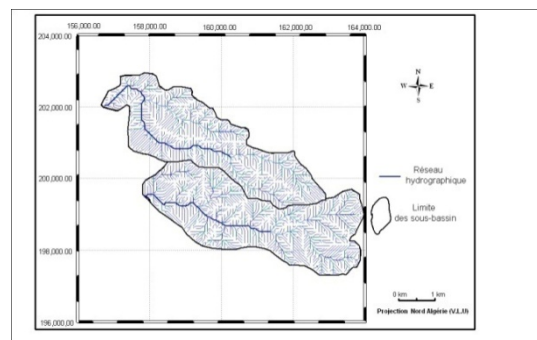 156,000.00 158,000.00 160,000.00 162,000.00 164,000.00
204,000.00
202,000.00
200,000.00
198,000.00
196,000.00
N
W E
S
Réseau
hydrographique
Limite
des sous-bassin
0 km 1 km
Projection Nord Algérie (V.L.U)